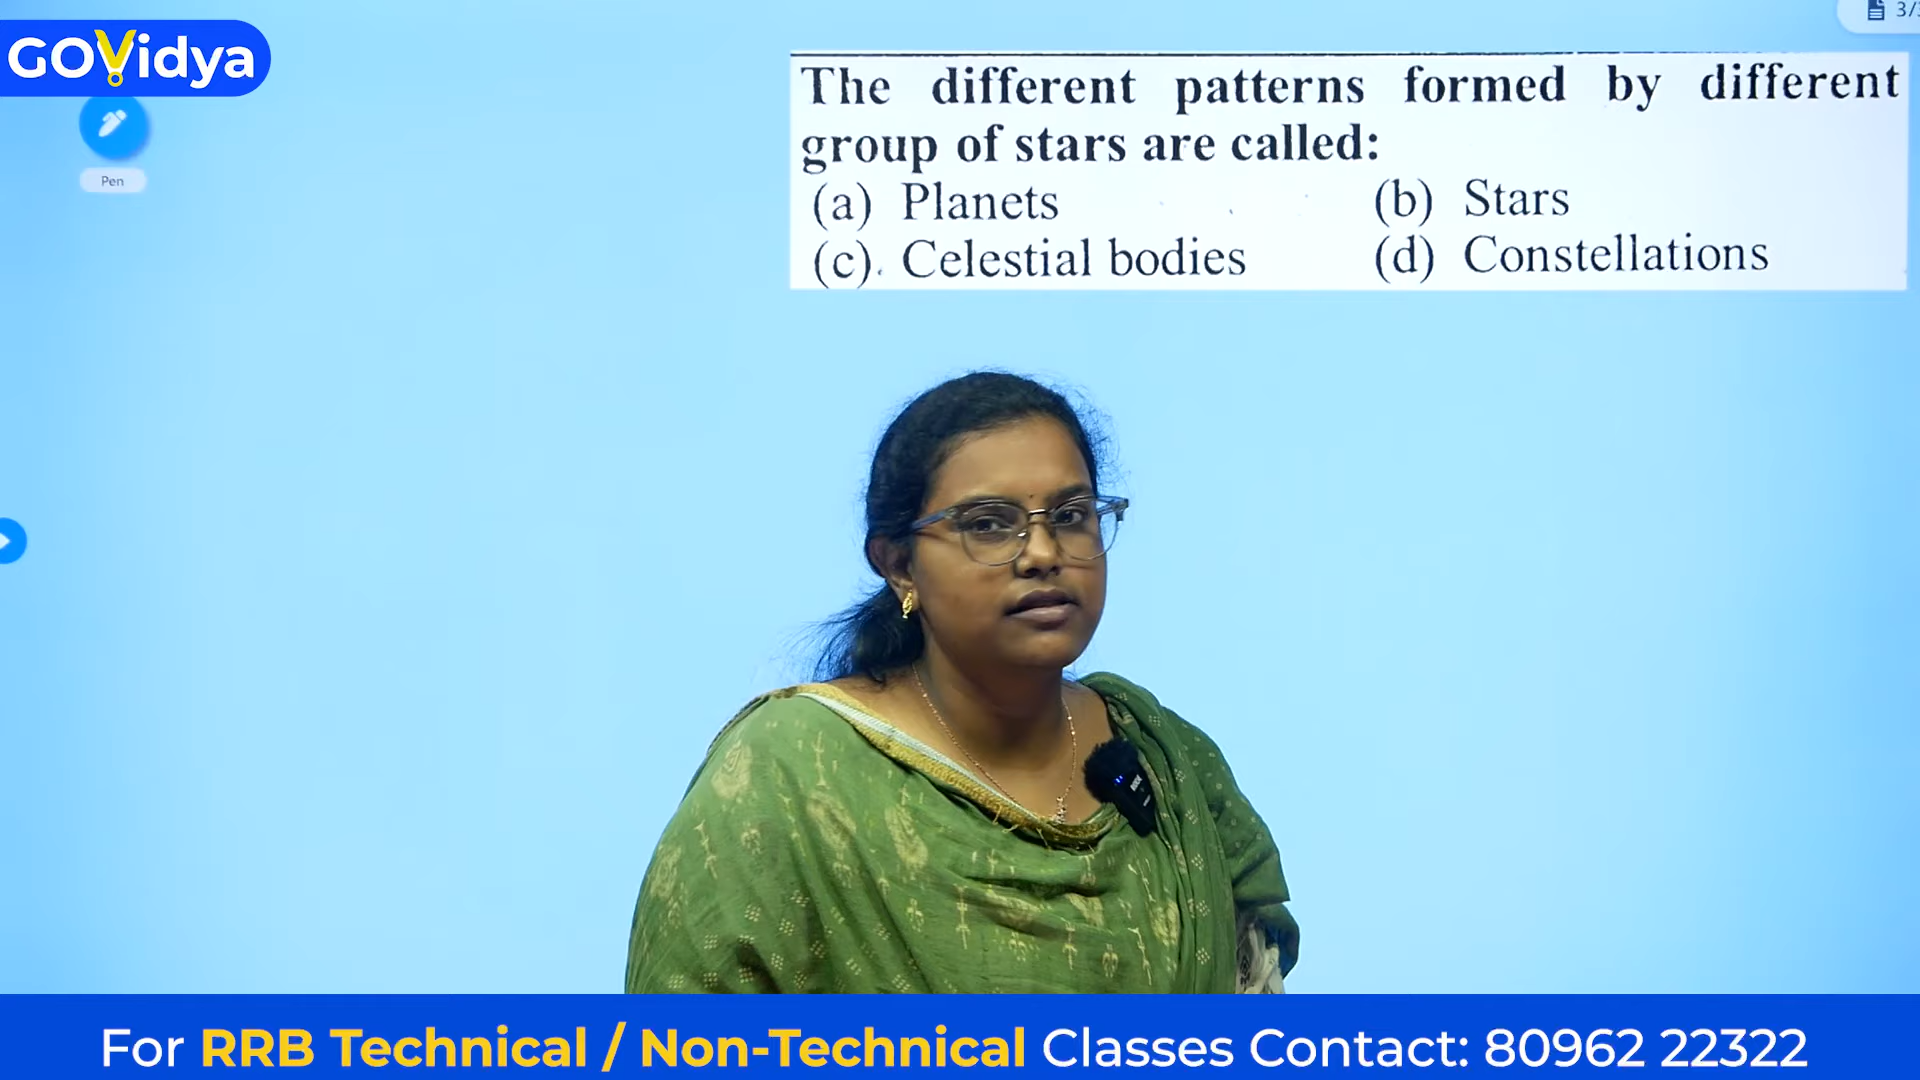 GOVidya
3/
Pen
The different patterns formed by different
group of stars are called:
(a) Planets
(b) Stars
(c). Celestial bodies
(d) Constellations
For RRB Technical / Non-Technical Classes Contact: 80962 22322